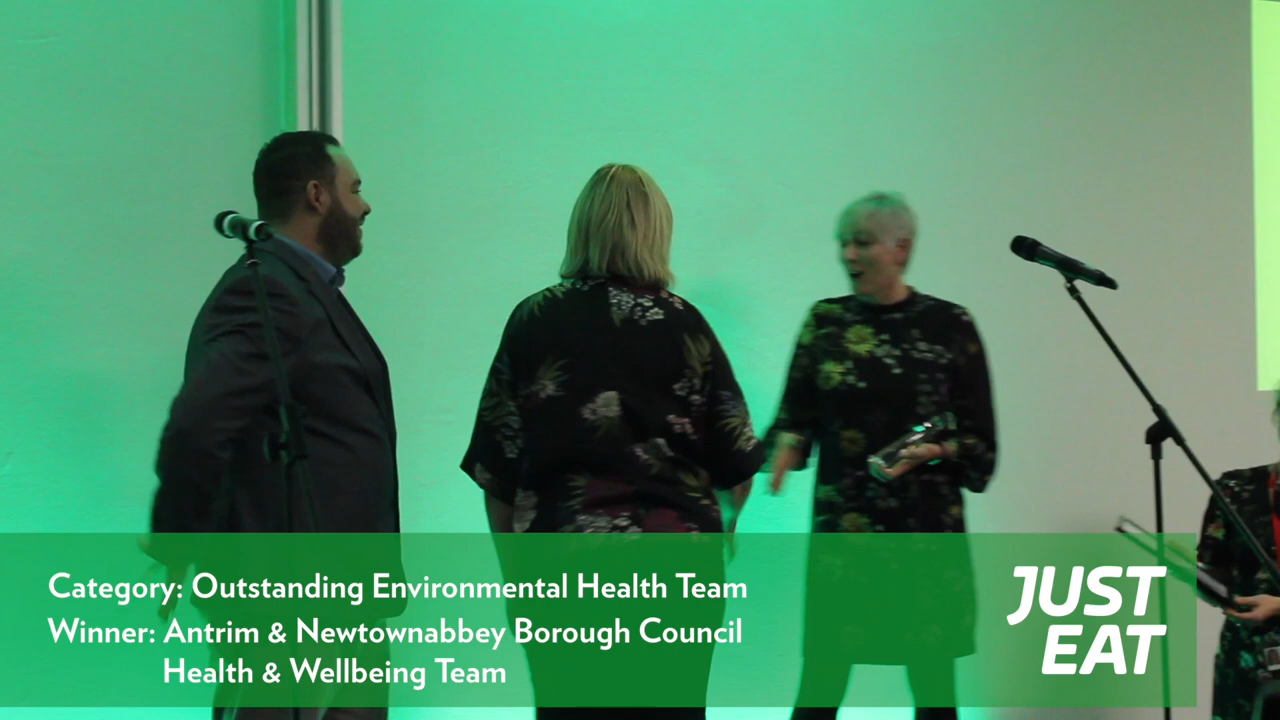 Category: Outstanding Environmental Health Team
Winner: Antrim & Newtownabbey Borough Council
Health & Wellbeing Team
JUST
EAT